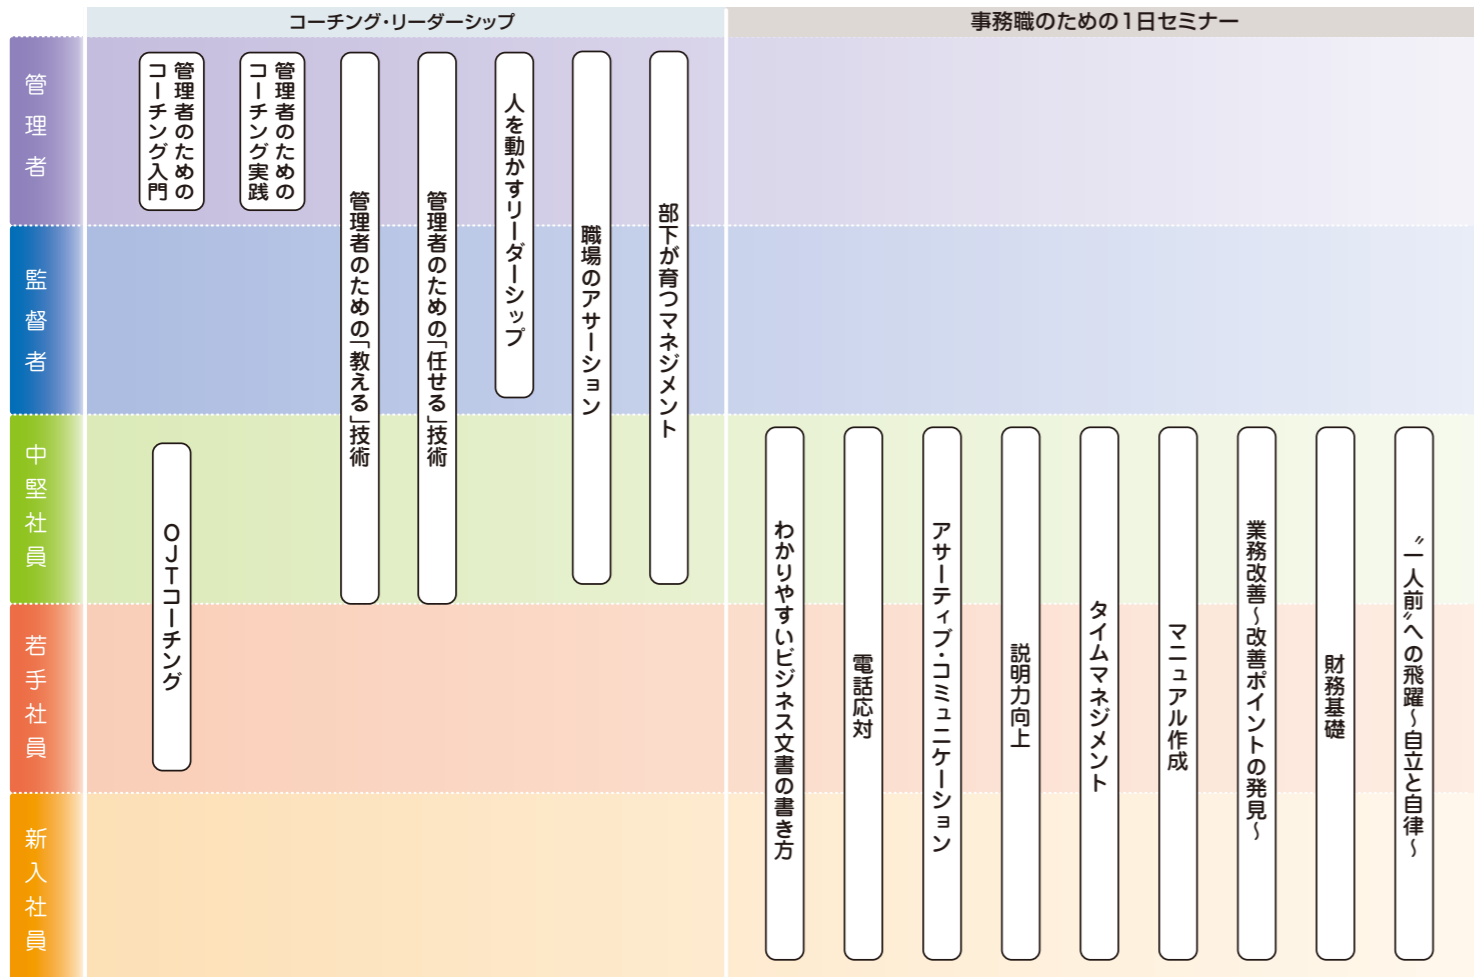 コーチング・リーダーシップ
事務職のための1日セミナー
管理者
監督者
中堅社員
若手社員
新入社員
管理者のための
コーチング入門
管理者のための
コーチング実践
管理者のための「教える」技術
管理者のための「任せる」技術
人を動かすリーダーシップ
職場のアサーション
部下が育つマネジメント
OJTコーチング
わかりやすいビジネス文書の書き方
電話応対
アサーティブ・コミュニケーション
説明力向上
タイムマネジメント
マニュアル作成
業務改善～改善ポイントの発見～
財務基礎
〝一人前〟への飛躍～自立と自律～